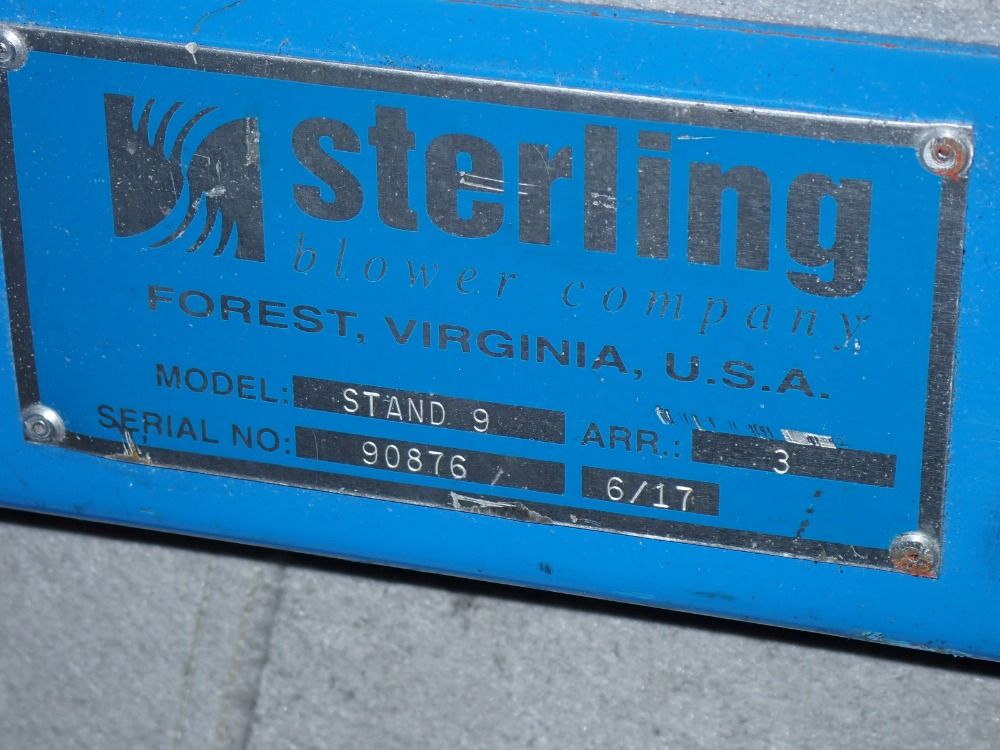 sterling
blower company
FOREST, VIRGINIA, U.S.A.
MODEL: STAND 9 ARR.: 3
SERIAL NO: 90876 6/17